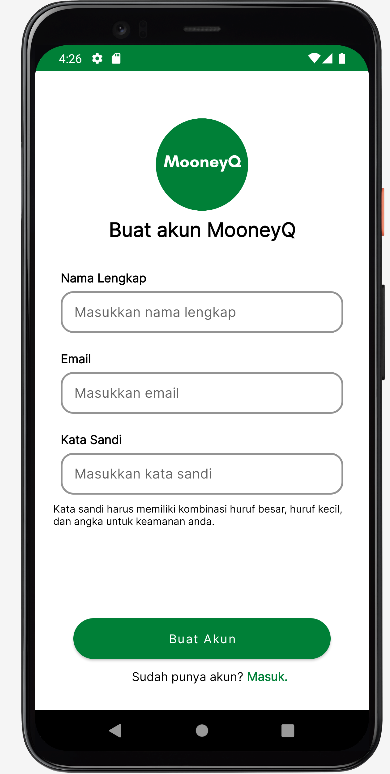 4:26
MooneyQ
Buat akun MooneyQ
Nama Lengkap
Masukkan nama lengkap
Email
Masukkan email
Kata Sandi
Masukkan kata sandi
Kata sandi harus memiliki kombinasi huruf besar, huruf kecil,
dan angka untuk keamanan anda.
Buat Akun
Sudah punya akun? Masuk.